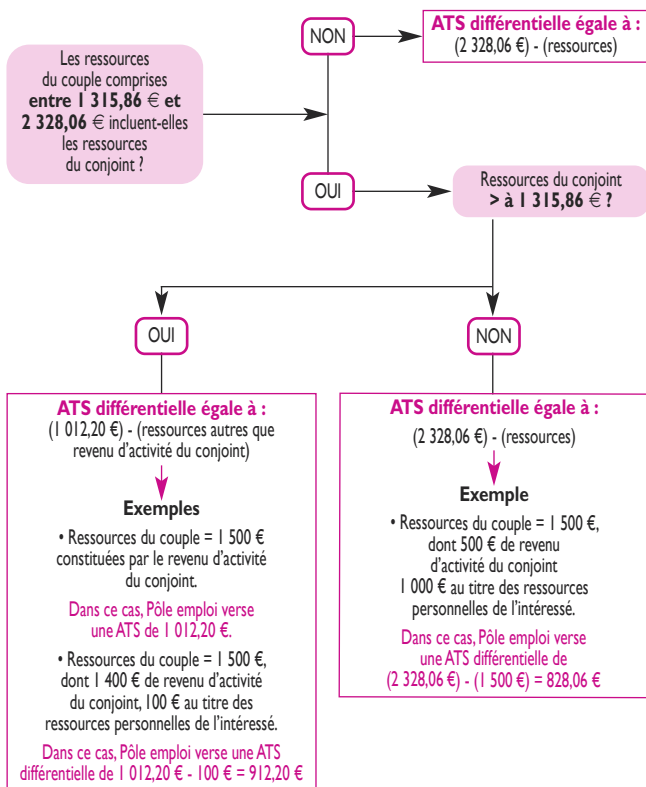 Les ressources
du couple comprises
entre 1 315,86 € et
2 328,06 € incluent-elles
les ressources
du conjoint ?
NON
ATS différentielle égale à :
(2 328,06 €) - (ressources)
OUI
Ressources du conjoint
> à 1 315,86 € ?
OUI
ATS différentielle égale à :
(1 012,20 €) - (ressources autres que
revenu d'activité du conjoint)
Exemples
• Ressources du couple = 1 500 €
constituées par le revenu d'activité
du conjoint.
Dans ce cas, Pôle emploi verse
une ATS de 1 012,20 €.
• Ressources du couple = 1 500 €,
dont 1 400 € de revenu d'activité
du conjoint, 100 € au titre des
ressources personnelles de l'intéressé.
Dans ce cas, Pôle emploi verse une ATS
différentielle de 1 012,20 € - 100 € = 912,20 €
NON
ATS différentielle égale à :
(2 328,06 €) - (ressources)
Exemple
• Ressources du couple = 1 500 €,
dont 500 € de revenu
d'activité du conjoint
1 000 € au titre des ressources
personnelles de l'intéressé.
Dans ce cas, Pôle emploi verse
une ATS différentielle de
(2 328,06 €) - (1 500 €) = 828,06 €